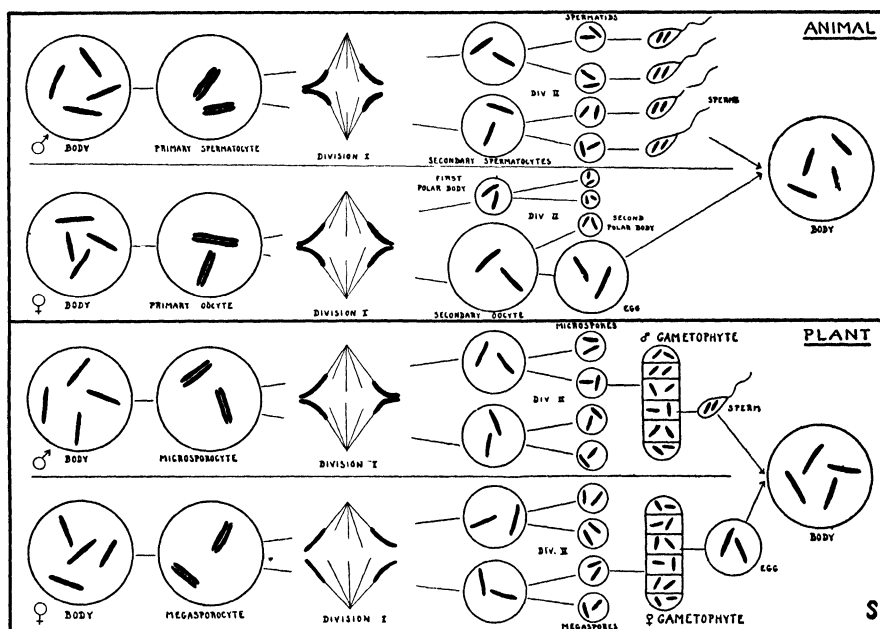 ANIMAL
SPERMATIDS
DIV II
SPERMS
♂ BODY
PRIMARY SPERMATOCYTE
DIVISION I
SECONDARY SPERMATOCYTES
FIRST
POLAR BODY
DIV II
SECOND
POLAR BODY
BODY
♀ BODY
PRIMARY OOCYTE
DIVISION I
SECONDARY OOCYTE
EGG
PLANT
MICROSPORES
♂ GAMETOPHYTE
DIV II
SPERM
♂ BODY
MICROSPOROCYTE
DIVISION I
BODY
DIV. II
EGG
♀ BODY
MEGASPOROCYTE
DIVISION I
MEGASPORES
♀ GAMETOPHYTE
S